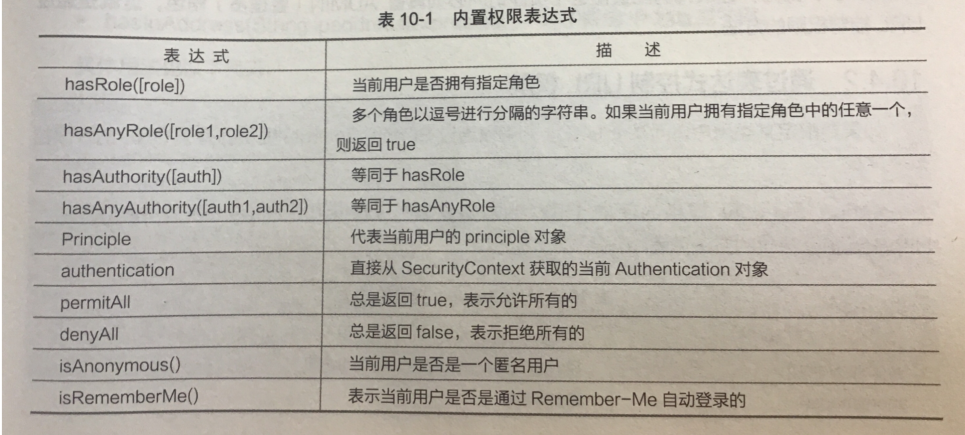 表 10-1 内置权限表达式
表 达 式 描 述
hasRole([role]) 当前用户是否拥有指定角色
hasAnyRole([role1,role2]) 多个角色以逗号进行分隔的字符串。如果当前用户拥有指定角色中的任意一个，
则返回 true
hasAuthority([auth]) 等同于 hasRole
hasAnyAuthority([auth1,auth2]) 等同于 hasAnyRole
Principle 代表当前用户的 principle 对象
authentication 直接从 SecurityContext 获取的当前 Authentication 对象
permitAll 总是返回 true，表示允许所有的
denyAll 总是返回 false，表示拒绝所有的
isAnonymous() 当前用户是否是一个匿名用户
isRememberMe() 表示当前用户是否是通过 Remember-Me 自动登录的